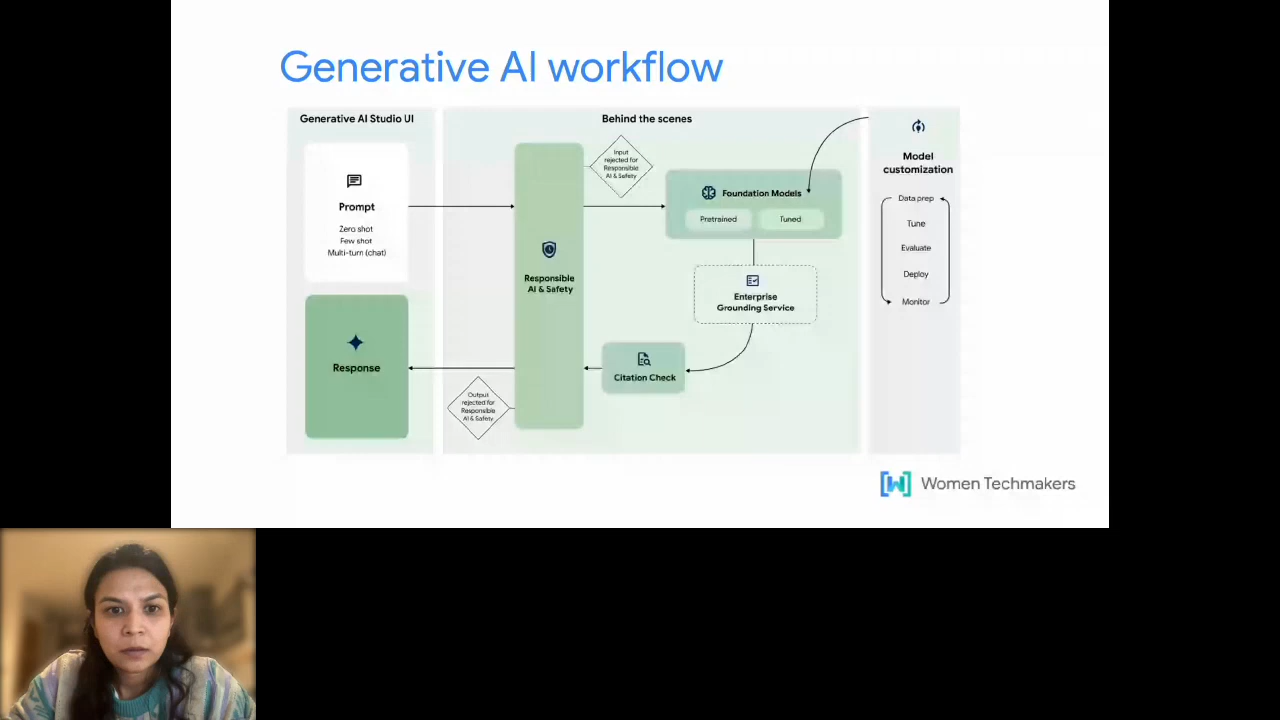 Generative AI workflow
Generative AI Studio UI
Prompt
Zero shot
Few shot
Multi-turn (chat)
Response
Behind the scenes
Input
rejected for
Responsible
AI & Safety
Responsible
AI & Safety
Foundation Models
Pretrained
Tuned
Enterprise
Grounding Service
Citation Check
Output
rejected for
Responsible
AI & Safety
Model
customization
Data prep
Tune
Evaluate
Deploy
Monitor
Women Techmakers